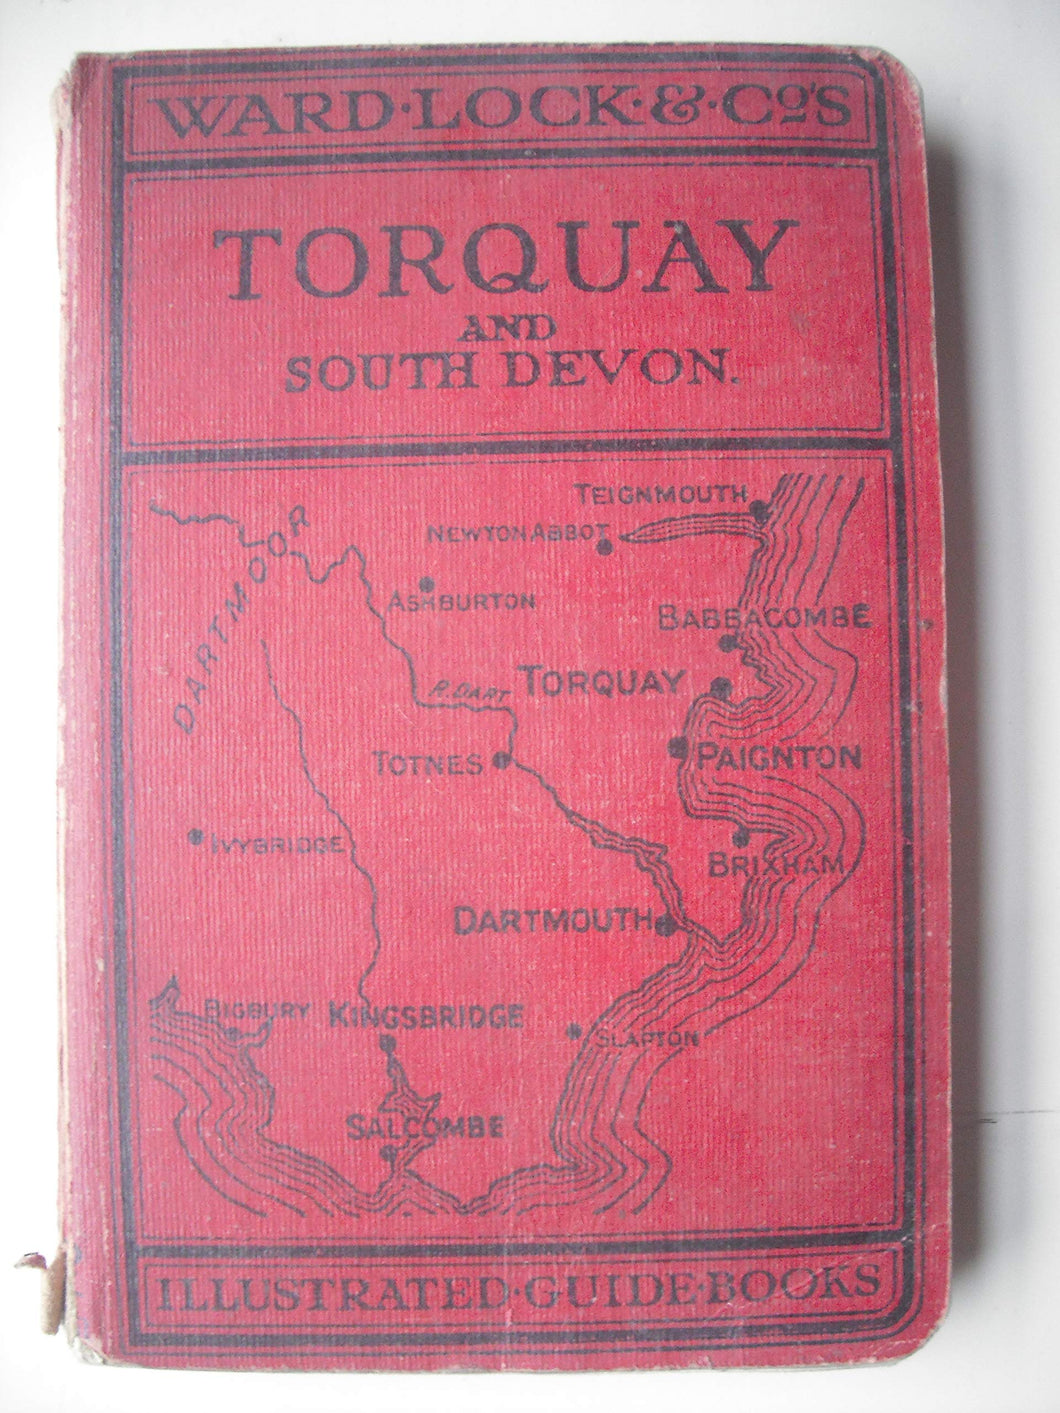 WARD·LOCK·&·Co's
TORQUAY
AND
SOUTH DEVON.
TEIGNMOUTH
NEWTON ABBOT
DARTMOOR
ASHBURTON
BABBACOMBE
R. DART
TORQUAY
PAIGNTON
TOTNES
IVYBRIDGE
BRIXHAM
DARTMOUTH
BIGBURY
KINGSBRIDGE
SLAPTON
SALCOMBE
ILLUSTRATED·GUIDE·BOOKS